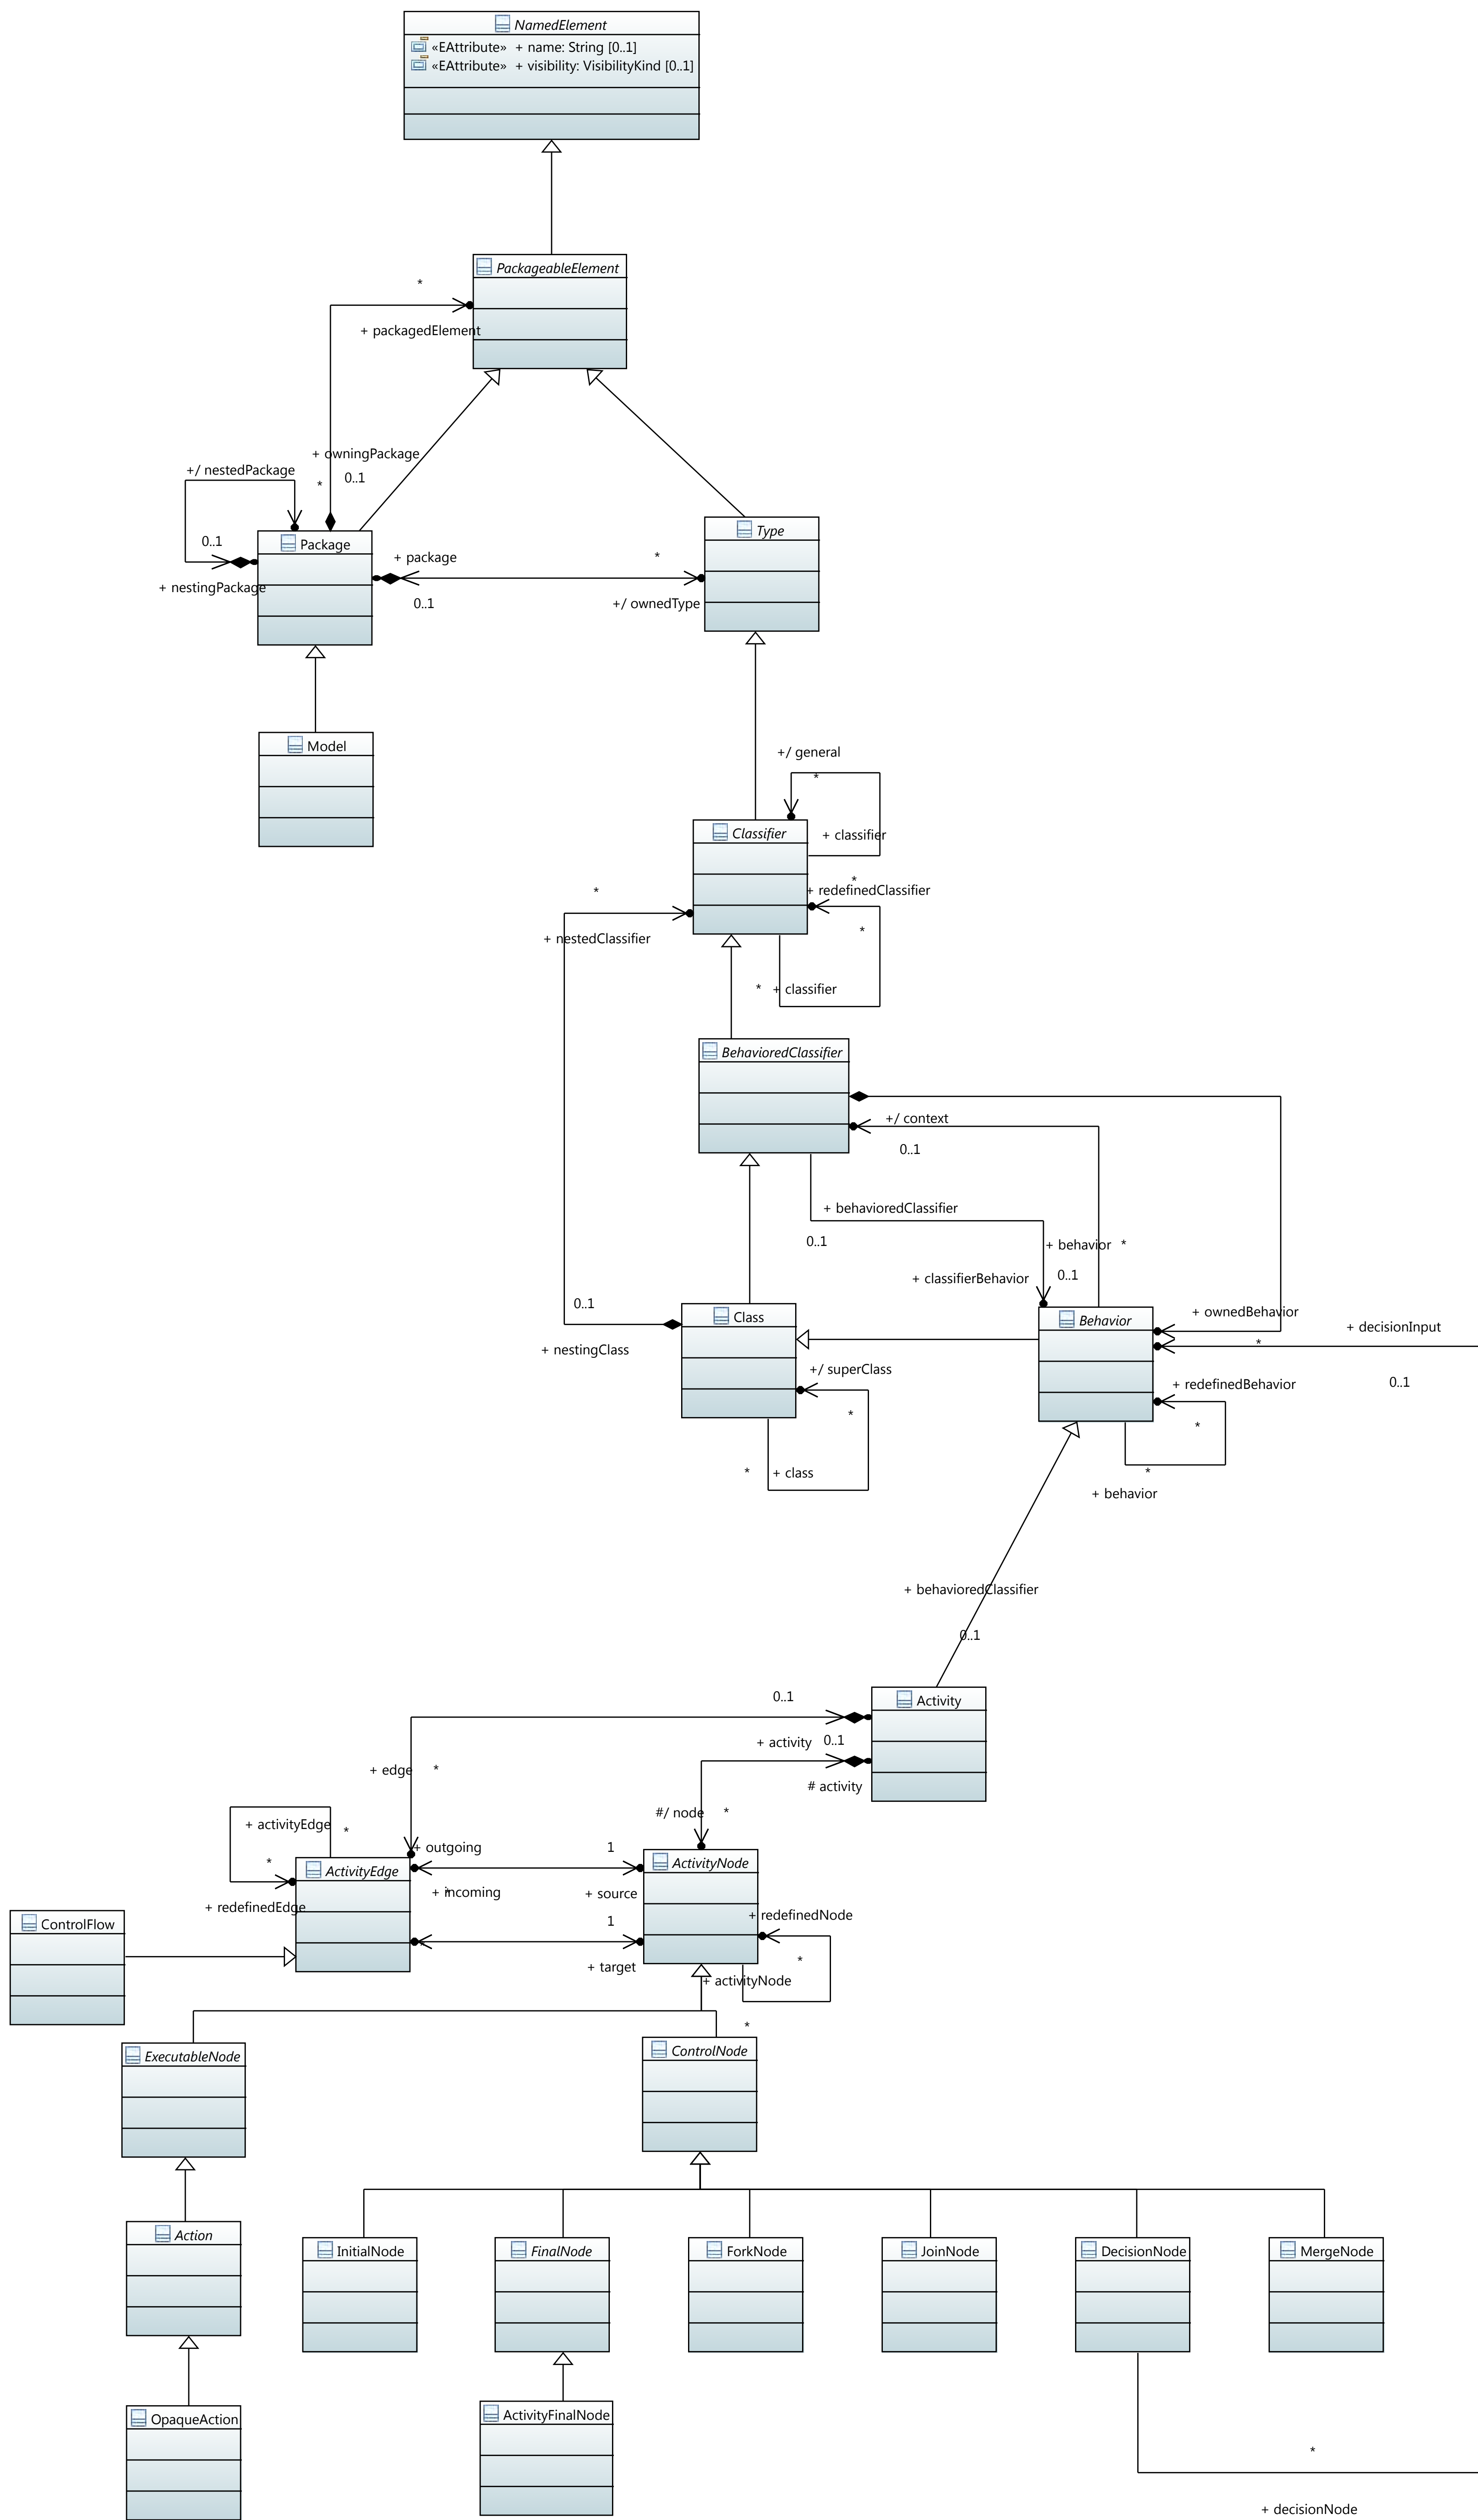 NamedElement
«EAttribute» + name: String [0..1]
«EAttribute» + visibility: VisibilityKind [0..1]
PackageableElement
*
+ packagedElement
+ owningPackage
0..1
+/ nestedPackage
*
0..1
+ nestingPackage
Package
+ package
0..1
*
+/ ownedType
Type
Model
+/ general
*
Classifier
+ classifier
*
+ redefinedClassifier
*
*
+ nestedClassifier
* + classifier
BehavioredClassifier
+/ context
0..1
+ behavioredClassifier
0..1
+ behavior *
+ classifierBehavior
0..1
0..1
+ nestingClass
Class
Behavior
+ ownedBehavior
*
+ decisionInput
0..1
+/ superClass
*
+ redefinedBehavior
*
* + class
*
+ behavior
+ behavioredClassifier
0..1
Activity
0..1
+ activity 0..1
# activity
+ edge *
#/ node *
+ activityEdge
*
*
+ redefinedEdge
ActivityEdge
+ outgoing
1
+ incoming
*
+ source
1
+ target
ActivityNode
+ redefinedNode
*
+ activityNode
*
ControlFlow
ExecutableNode
ControlNode
Action
InitialNode
FinalNode
ForkNode
JoinNode
DecisionNode
MergeNode
OpaqueAction
ActivityFinalNode
*
+ decisionNode